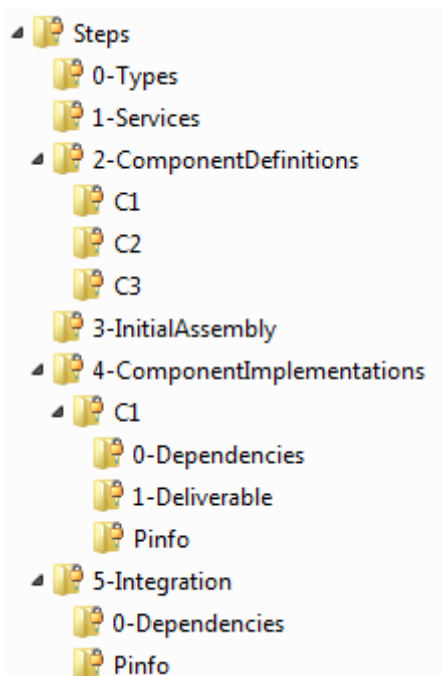 Steps
0-Types
1-Services
2-ComponentDefinitions
C1
C2
C3
3-InitialAssembly
4-ComponentImplementations
C1
0-Dependencies
1-Deliverable
Pinfo
5-Integration
0-Dependencies
Pinfo